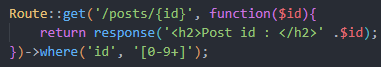 Route::get('/posts/{id}', function($id){
    return response('<h2>Post id : </h2>' .$id);
})->where('id', '[0-9+]');